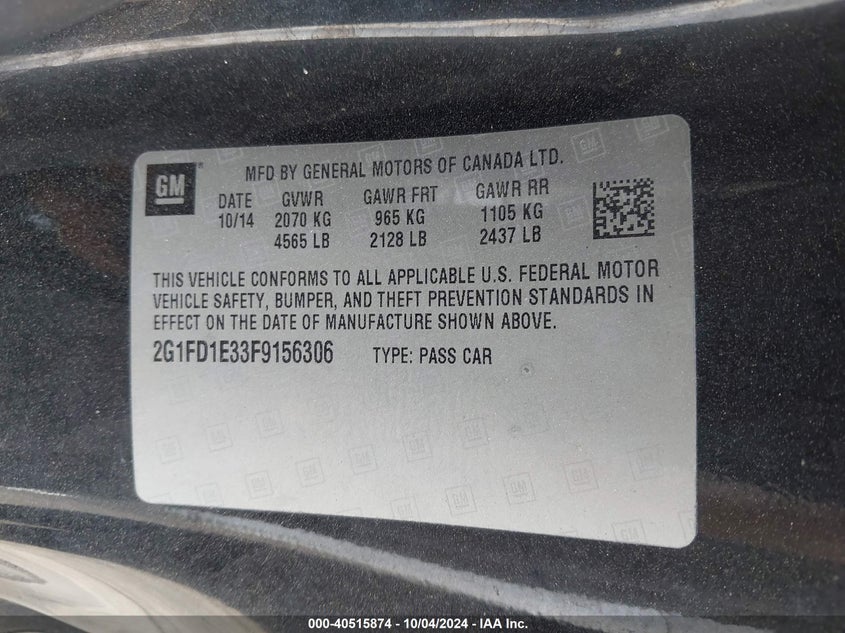 GM
MFD BY GENERAL MOTORS OF CANADA LTD.
DATE GVWR GAWR FRT GAWR RR
10/14 2070 KG 965 KG 1105 KG
4565 LB 2128 LB 2437 LB
THIS VEHICLE CONFORMS TO ALL APPLICABLE U.S. FEDERAL MOTOR
VEHICLE SAFETY, BUMPER, AND THEFT PREVENTION STANDARDS IN
EFFECT ON THE DATE OF MANUFACTURE SHOWN ABOVE.
2G1FD1E33F9156306 TYPE: PASS CAR
000-40515874 | 10/04/2024 - IAA Inc.